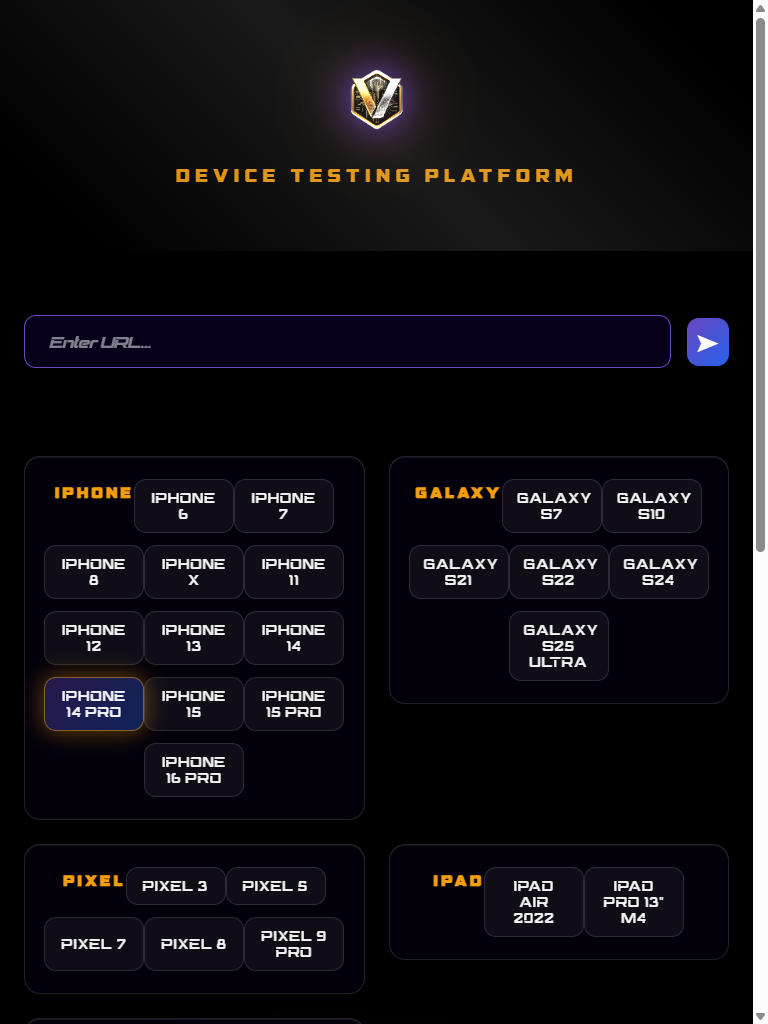 DEVICE TESTING PLATFORM
Enter URL...
IPHONE
IPHONE
6
IPHONE
7
IPHONE
8
IPHONE
X
IPHONE
11
IPHONE
12
IPHONE
13
IPHONE
14
IPHONE
14 PRO
IPHONE
15
IPHONE
15 PRO
IPHONE
16 PRO
GALAXY
GALAXY
S7
GALAXY
S10
GALAXY
S21
GALAXY
S22
GALAXY
S24
GALAXY
S25
ULTRA
PIXEL
PIXEL 3
PIXEL 5
PIXEL 7
PIXEL 8
PIXEL 9
PRO
IPAD
IPAD
AIR
2022
IPAD
PRO 13"
M4